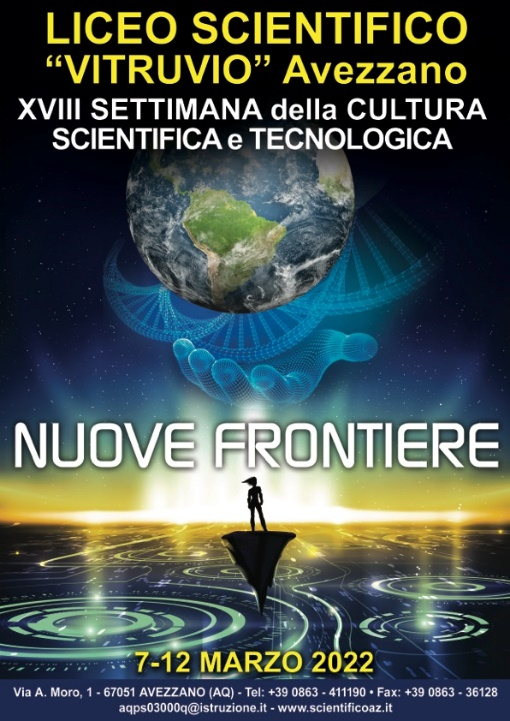 LICEO SCIENTIFICO
“VITRUVIO” Avezzano
XVIII SETTIMANA della CULTURA
SCIENTIFICA e TECNOLOGICA
NUOVE FRONTIERE
7-12 MARZO 2022
Via A. Moro, 1 - 67051 AVEZZANO (AQ) - Tel: +39 0863 - 411190 • Fax: +39 0863 - 36128
aqps03000q@istruzione.it - www.scientificoaz.it